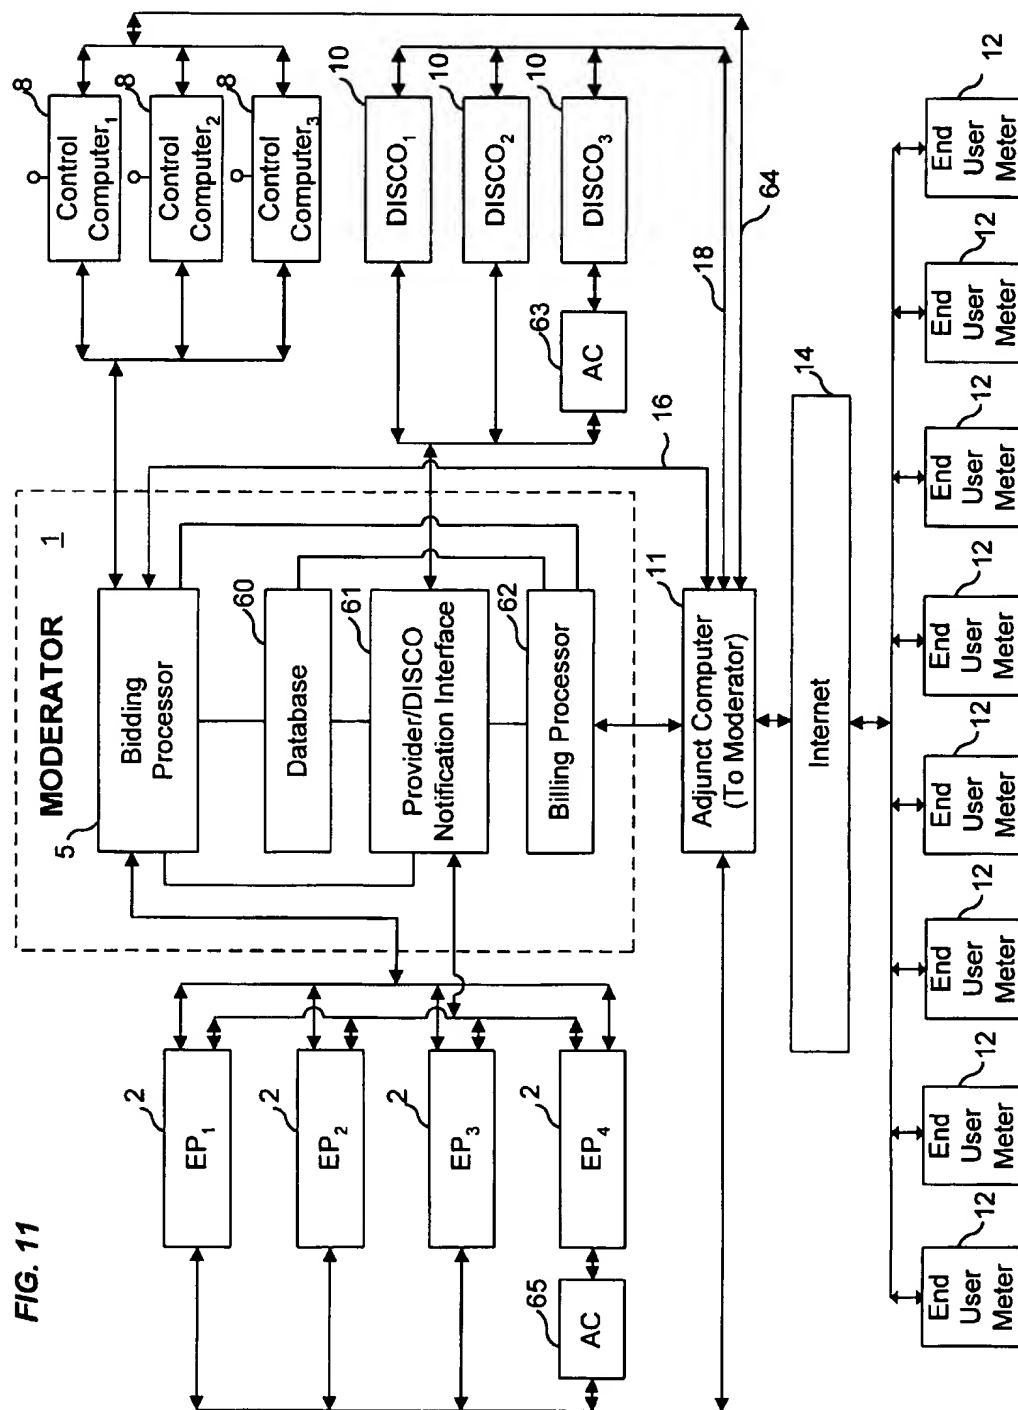 FIG. 11
MODERATOR
1
5
Bidding
Processor
60
Database
61
Provider/DISCO
Notification Interface
62
Billing Processor
2
EP1
2
EP2
2
EP3
2
EP4
65
AC
8
Control
Computer1
8
Control
Computer2
8
Control
Computer3
10
DISCO1
10
DISCO2
10
DISCO3
63
AC
16
18
64
11
Adjunct Computer
(To Moderator)
14
Internet
12
End
User
Meter
12
End
User
Meter
12
End
User
Meter
12
End
User
Meter
12
End
User
Meter
12
End
User
Meter
12
End
User
Meter
12
End
User
Meter